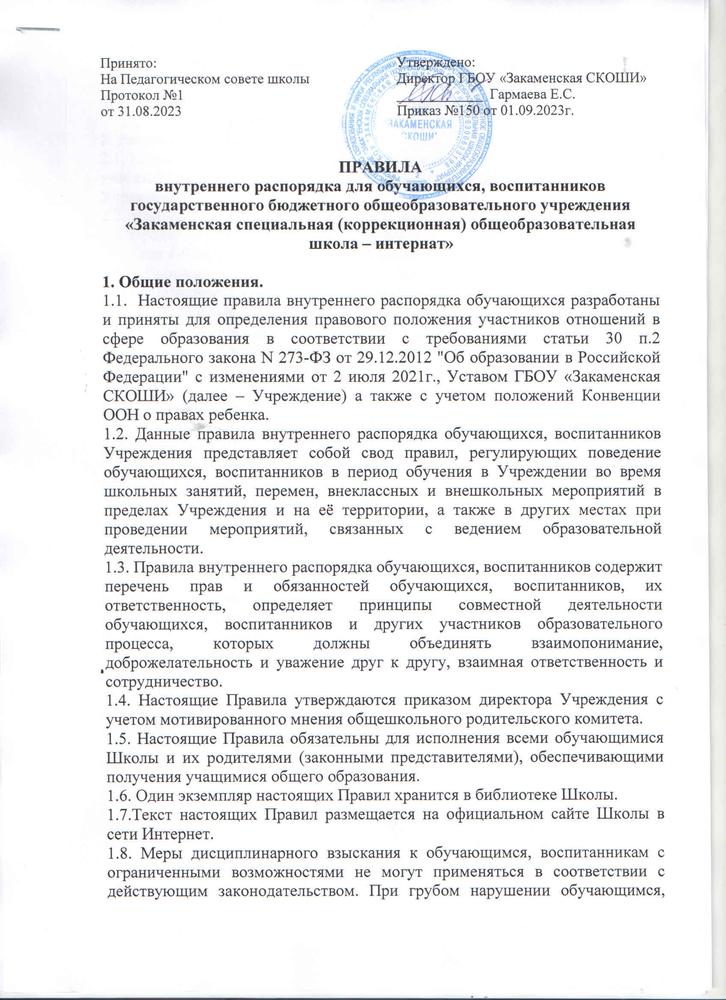 Принято:
На Педагогическом совете школы
Протокол №1
от 31.08.2023
Утверждено:
Директор ГБОУ «Закаменская СКОШИ»
Гармаева Е.С.
Приказ №150 от 01.09.2023г.
ЗАКАМЕНСКАЯ
СКОШИ
ПРАВИЛА
внутреннего распорядка для обучающихся, воспитанников
государственного бюджетного общеобразовательного учреждения
«Закаменская специальная (коррекционная) общеобразовательная
школа – интернат»
1. Общие положения.
1.1. Настоящие правила внутреннего распорядка обучающихся разработаны
и приняты для определения правового положения участников отношений в
сфере образования в соответствии с требованиями статьи 30 п.2
Федерального закона N 273-ФЗ от 29.12.2012 "Об образовании в Российской
Федерации" с изменениями от 2 июля 2021г., Уставом ГБОУ «Закаменская
СКОШИ» (далее – Учреждение) а также с учетом положений Конвенции
ООН о правах ребенка.
1.2. Данные правила внутреннего распорядка обучающихся, воспитанников
Учреждения представляет собой свод правил, регулирующих поведение
обучающихся, воспитанников в период обучения в Учреждении во время
школьных занятий, перемен, внеклассных и внешкольных мероприятий в
пределах Учреждения и на её территории, а также в других местах при
проведении мероприятий, связанных с ведением образовательной
деятельности.
1.3. Правила внутреннего распорядка обучающихся, воспитанников содержит
перечень прав и обязанностей обучающихся, воспитанников, их
ответственность, определяет принципы совместной деятельности
обучающихся, воспитанников и других участников образовательного
процесса, которых должны объединять взаимопонимание,
доброжелательность и уважение друг к другу, взаимная ответственность и
сотрудничество.
1.4. Настоящие Правила утверждаются приказом директора Учреждения с
учетом мотивированного мнения общешкольного родительского комитета.
1.5. Настоящие Правила обязательны для исполнения всеми обучающимися
Школы и их родителями (законными представителями), обеспечивающими
получения учащимися общего образования.
1.6. Один экземпляр настоящих Правил хранится в библиотеке Школы.
1.7.Текст настоящих Правил размещается на официальном сайте Школы в
сети Интернет.
1.8. Меры дисциплинарного взыскания к обучающимся, воспитанникам с
ограниченными возможностями не могут применяться в соответствии с
действующим законодательством. При грубом нарушении обучающимся,